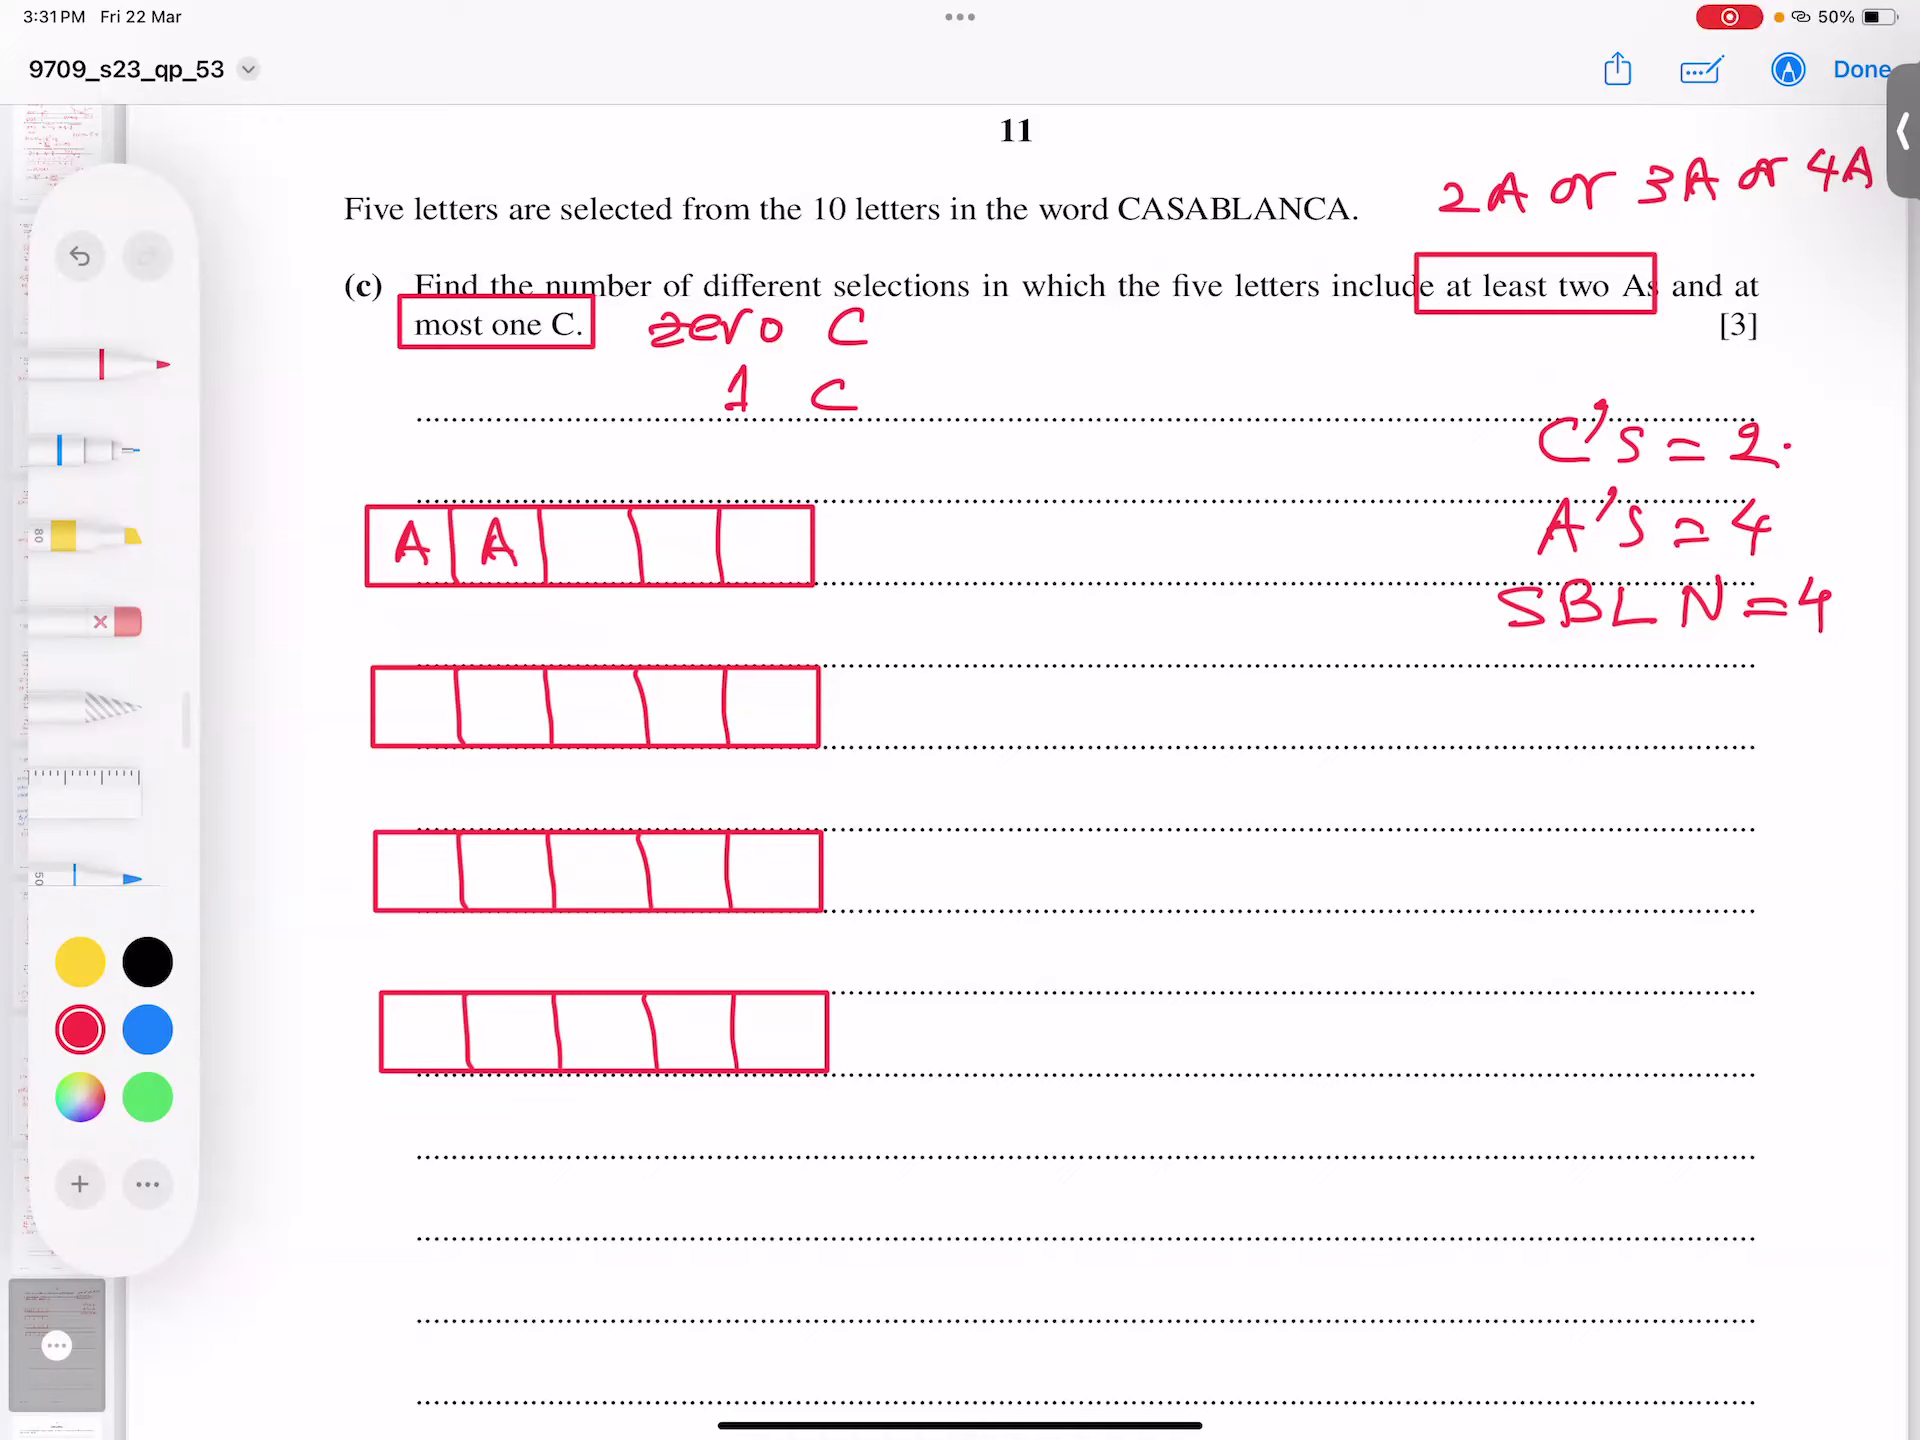 3:31 PM Fri 22 Mar
50%
9709_s23_qp_53
Done
11
2A or 3A or 4A
Five letters are selected from the 10 letters in the word CASABLANCA.
(c) Find the number of different selections in which the five letters include at least two As and at
most one C. [3]
zero C
1 C
C's = 2.
A's = 4
SBLN = 4
A A
80
50